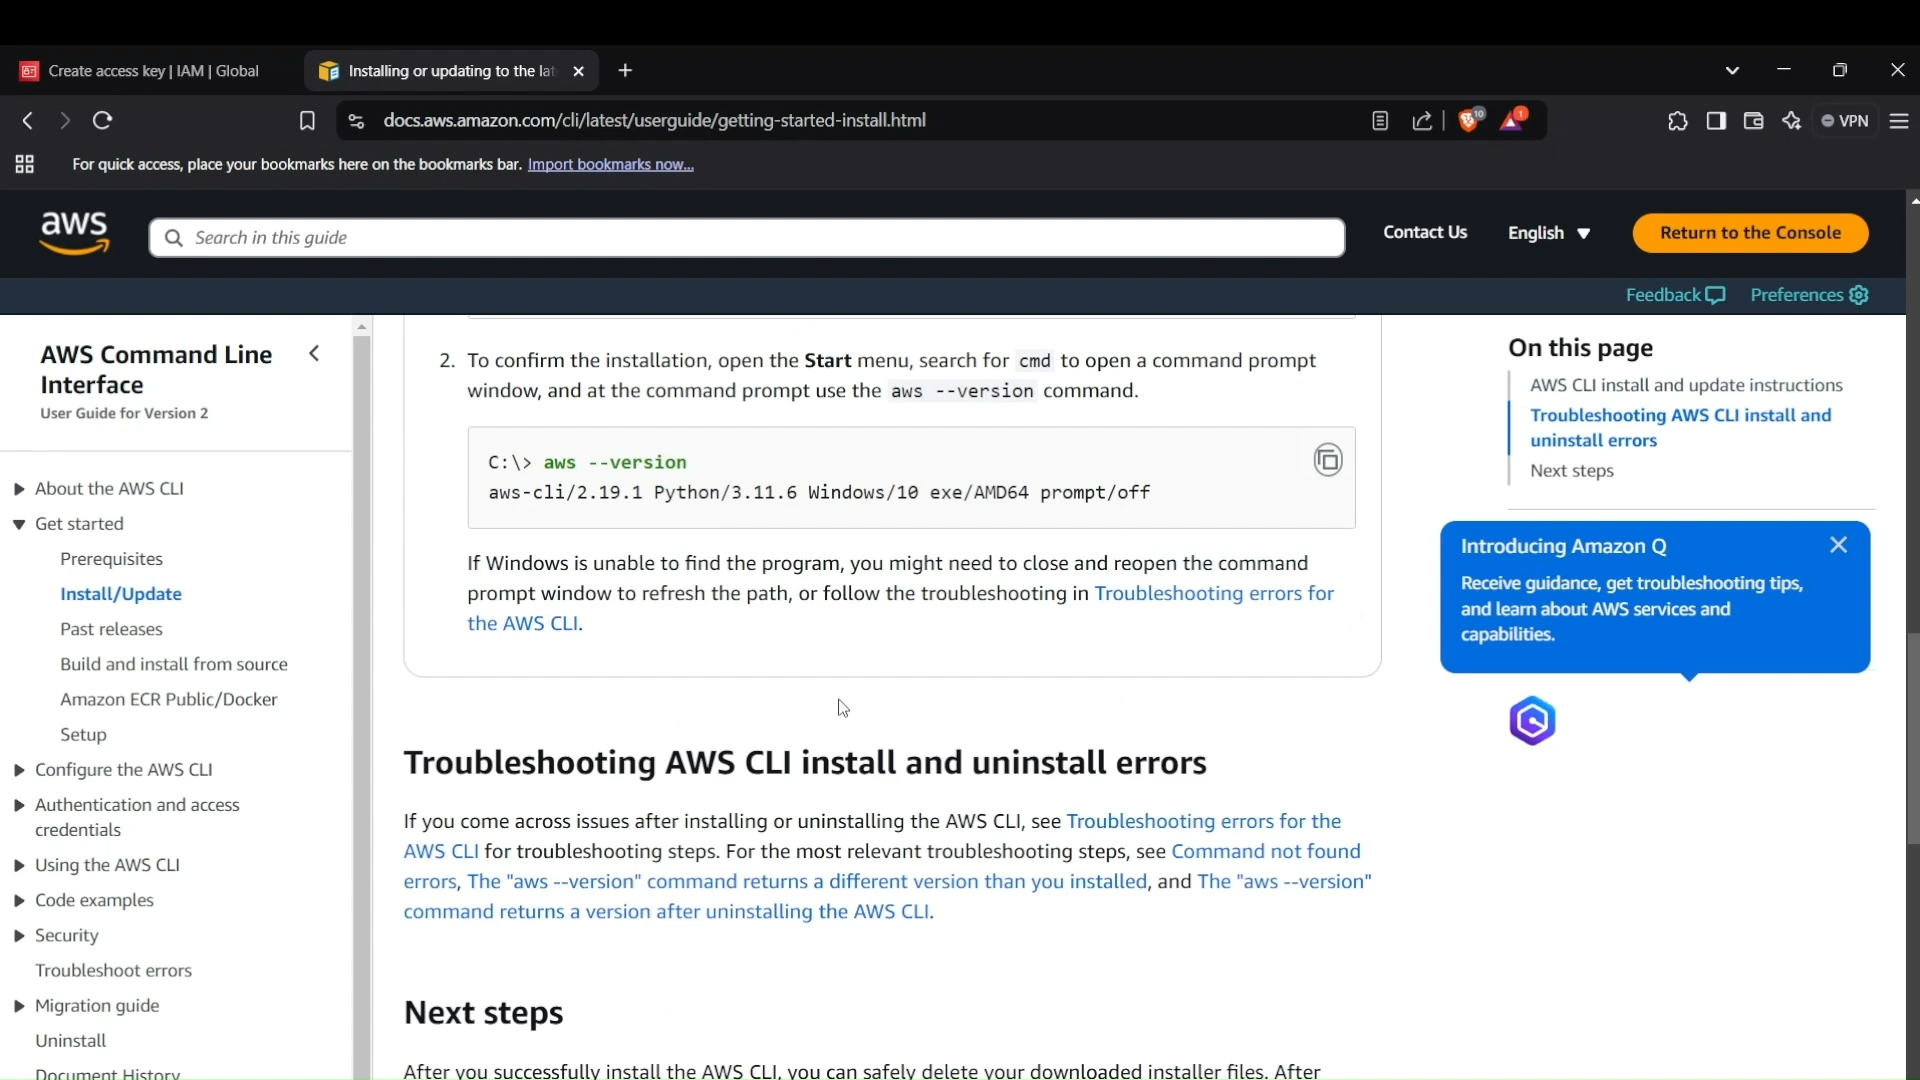 Create access key | IAM | Global
Installing or updating to the lat
docs.aws.amazon.com/cli/latest/userguide/getting-started-install.html
10
1
VPN
For quick access, place your bookmarks here on the bookmarks bar. Import bookmarks now...
aws
Search in this guide
Contact Us
English
Return to the Console
Feedback
Preferences
AWS Command Line
Interface
User Guide for Version 2
About the AWS CLI
Get started
Prerequisites
Install/Update
Past releases
Build and install from source
Amazon ECR Public/Docker
Setup
Configure the AWS CLI
Authentication and access
credentials
Using the AWS CLI
Code examples
Security
Troubleshoot errors
Migration guide
Uninstall
Document History
2. To confirm the installation, open the Start menu, search for cmd to open a command prompt
window, and at the command prompt use the aws --version command.
C:\> aws --version
aws-cli/2.19.1 Python/3.11.6 Windows/10 exe/AMD64 prompt/off
If Windows is unable to find the program, you might need to close and reopen the command
prompt window to refresh the path, or follow the troubleshooting in Troubleshooting errors for
the AWS CLI.
Troubleshooting AWS CLI install and uninstall errors
If you come across issues after installing or uninstalling the AWS CLI, see Troubleshooting errors for the
AWS CLI for troubleshooting steps. For the most relevant troubleshooting steps, see Command not found
errors, The "aws --version" command returns a different version than you installed, and The "aws --version"
command returns a version after uninstalling the AWS CLI.
Next steps
After you successfully install the AWS CLI, you can safely delete your downloaded installer files. After
On this page
AWS CLI install and update instructions
Troubleshooting AWS CLI install and
uninstall errors
Next steps
Introducing Amazon Q
Receive guidance, get troubleshooting tips,
and learn about AWS services and
capabilities.